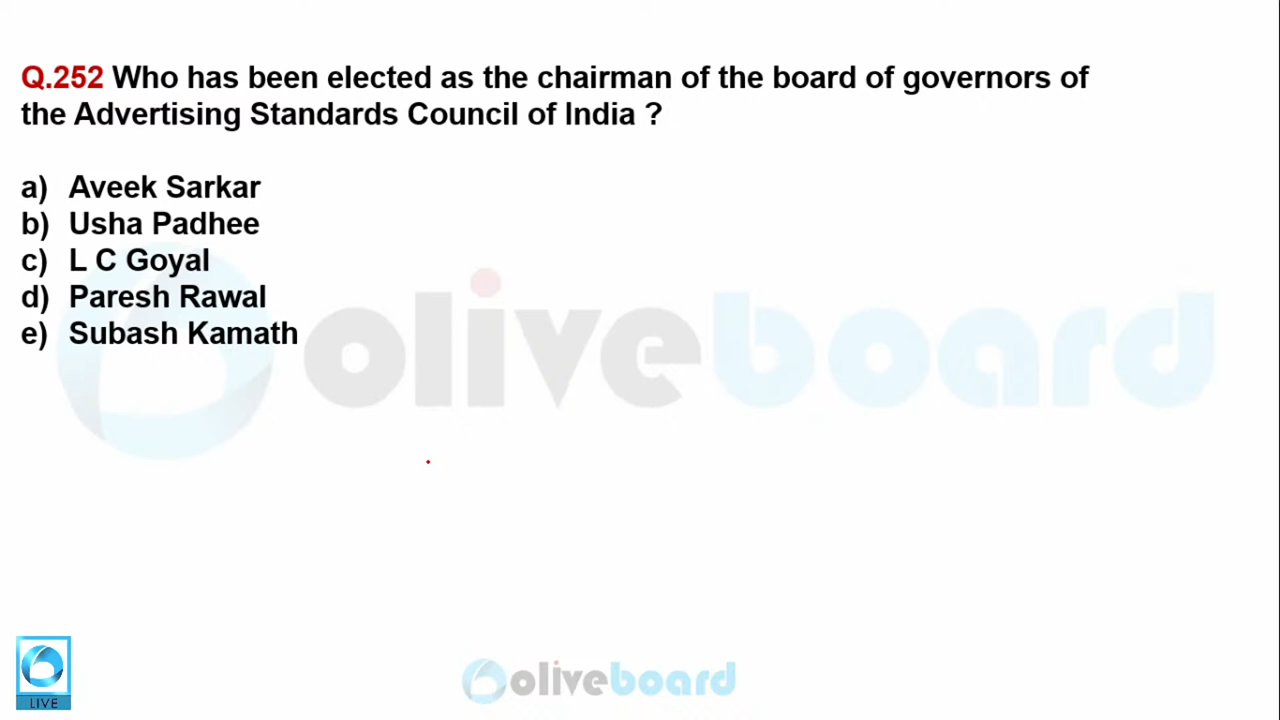 Q.252 Who has been elected as the chairman of the board of governors of
the Advertising Standards Council of India ?
a) Aveek Sarkar
b) Usha Padhee
c) L C Goyal
d) Paresh Rawal
e) Subash Kamath
oliveboard
LIVE
oliveboard